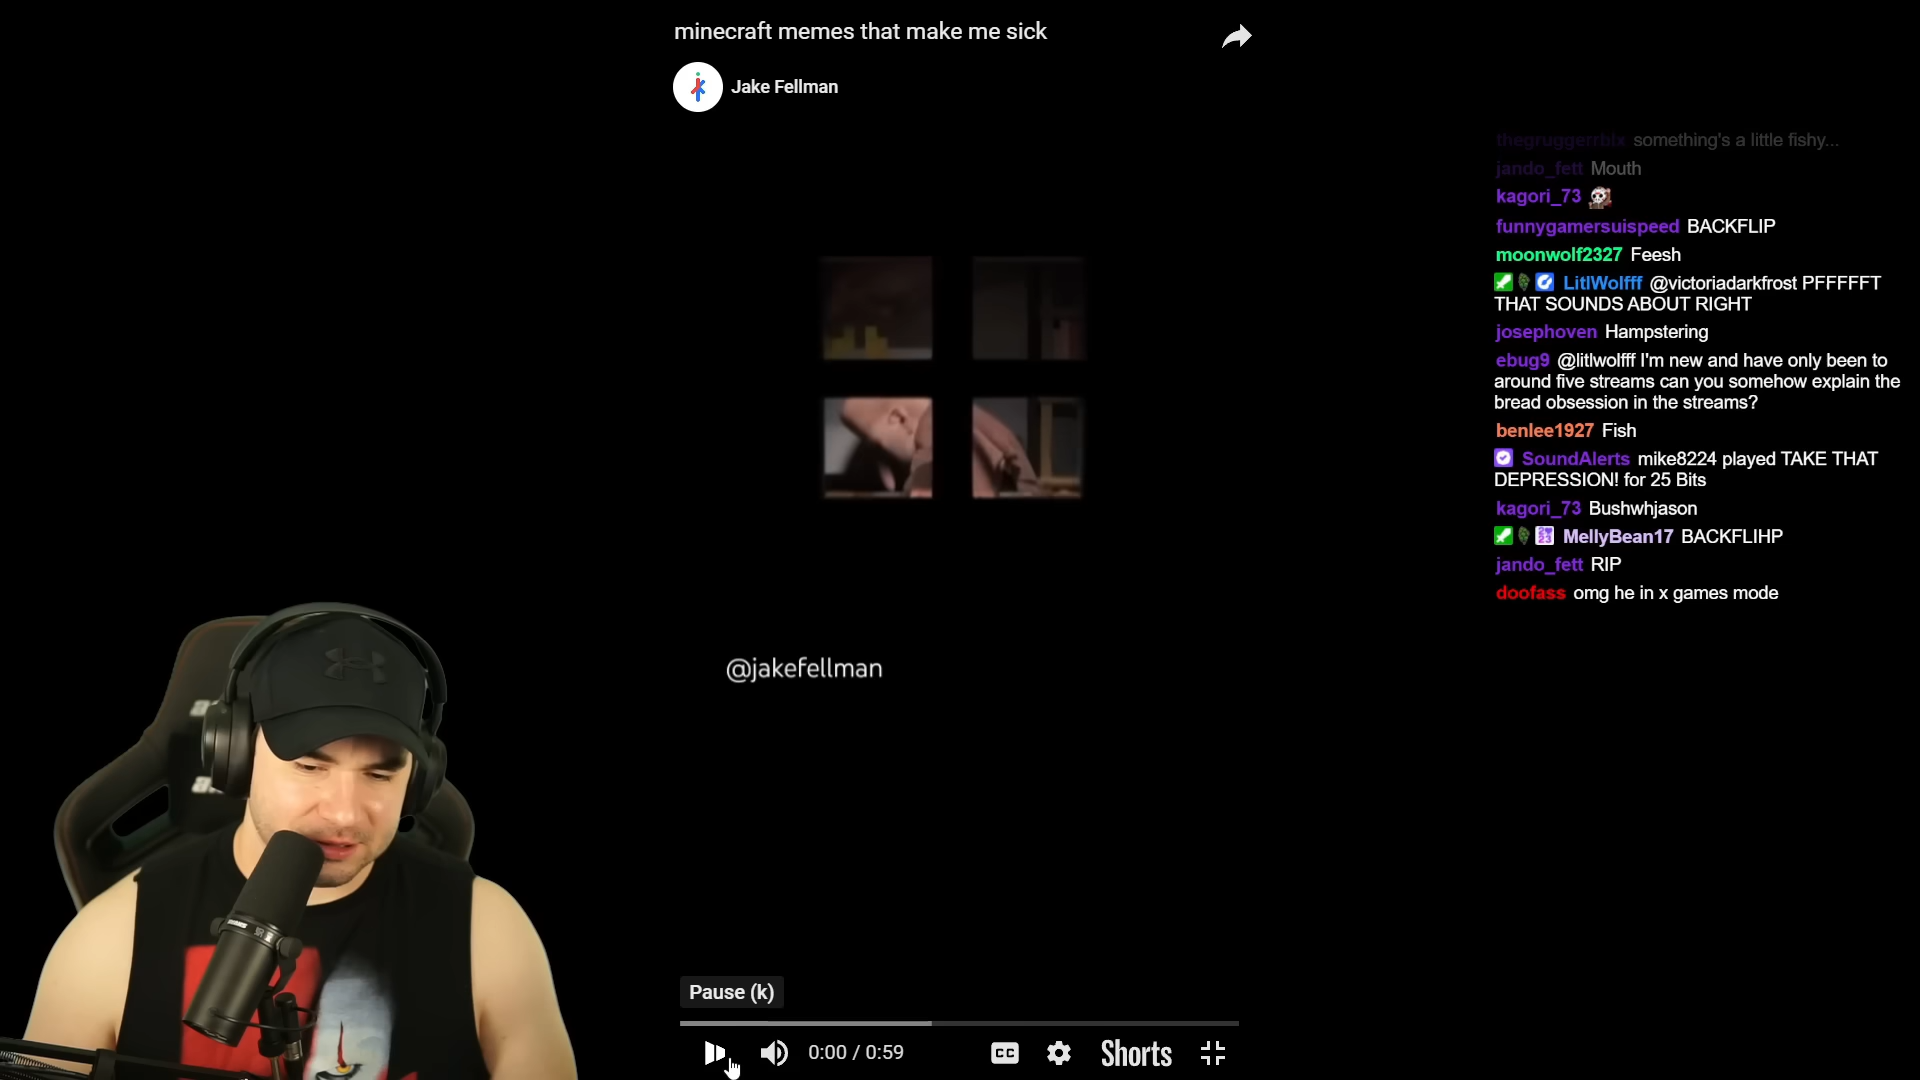 minecraft memes that make me sick
Jake Fellman
thegruggerrblx something's a little fishy...
jando_fett Mouth
kagori_73
funnygamersuispeed BACKFLIP
moonwolf2327 Feesh
LitlWolfff @victoriadarkfrost PFFFFFT
THAT SOUNDS ABOUT RIGHT
josephoven Hampstering
ebug9 @litlwolfff I'm new and have only been to
around five streams can you somehow explain the
bread obsession in the streams?
benlee1927 Fish
SoundAlerts mike8224 played TAKE THAT
DEPRESSION! for 25 Bits
kagori_73 Bushwhjason
MellyBean17 BACKFLIHP
jando_fett RIP
doofass omg he in x games mode
@jakefellman
Pause (k)
0:00 / 0:59
CC
Shorts